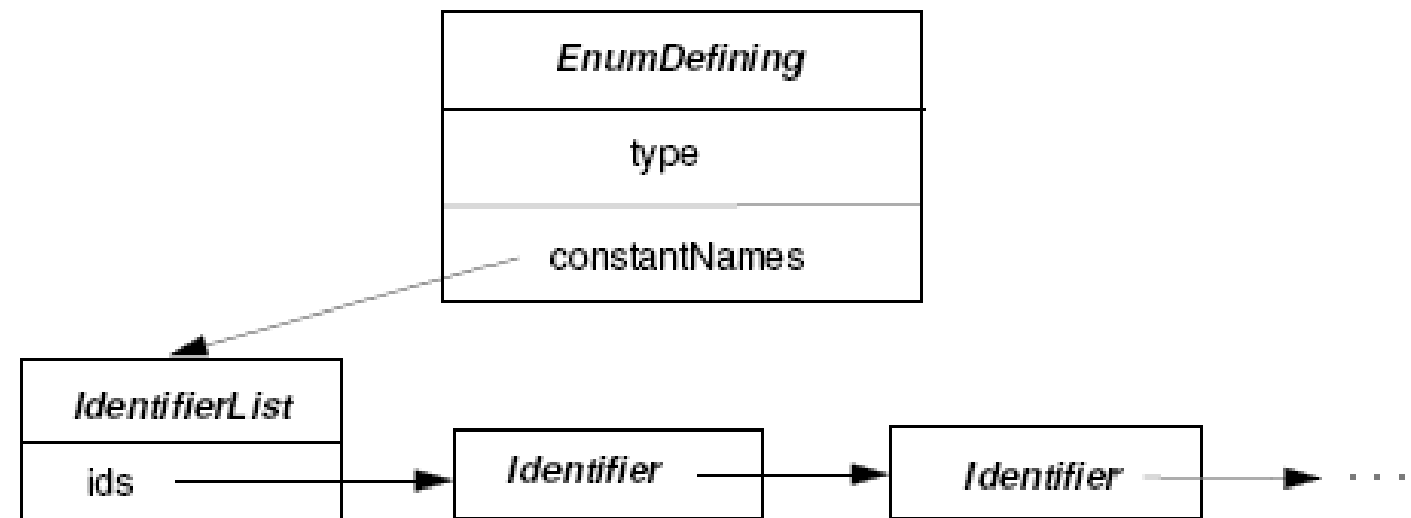 EnumDefining
type
constantNames
IdentifierList
ids
Identifier
Identifier
...